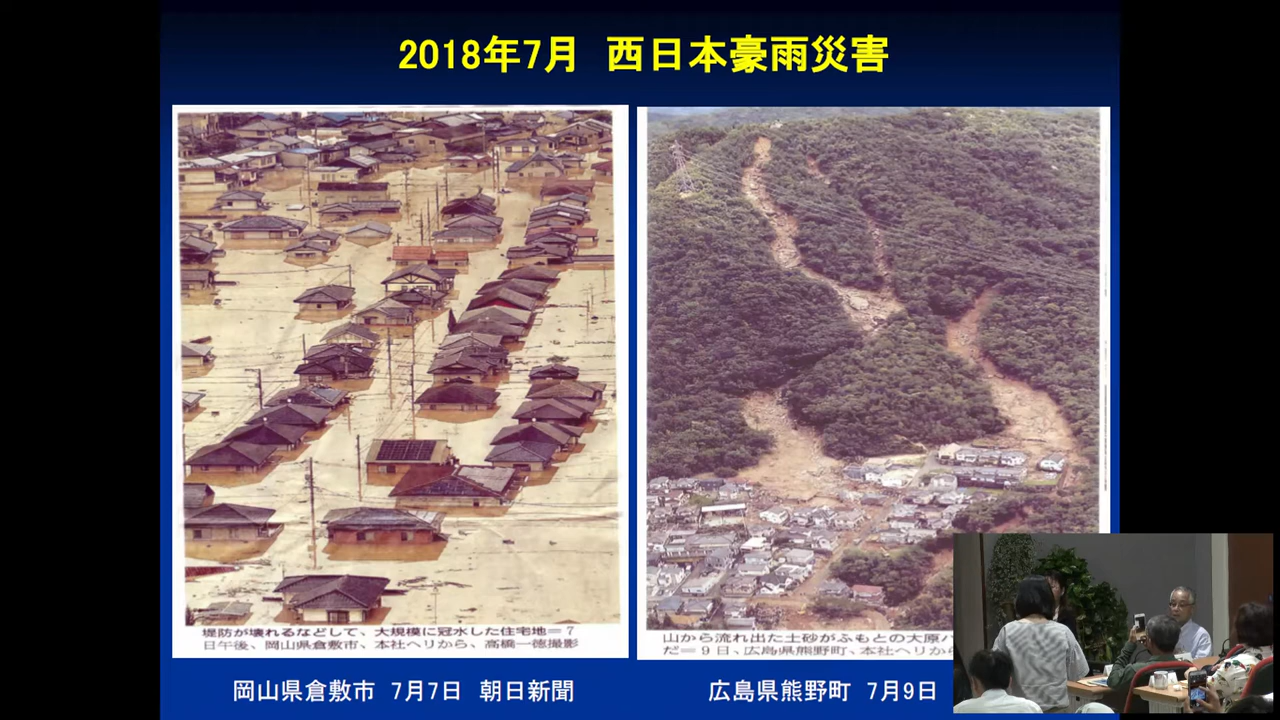 2018年7月 西日本豪雨災害
堤防が壊れるなどして、大規模に冠水した住宅地＝7
日午後、岡山県倉敷市、本社ヘリから、高橋一徳撮影
山から流れ出た土砂がふもとの大原ハ
だ＝9日、広島県熊野町、本社ヘリから
岡山県倉敷市 7月7日 朝日新聞
広島県熊野町 7月9日